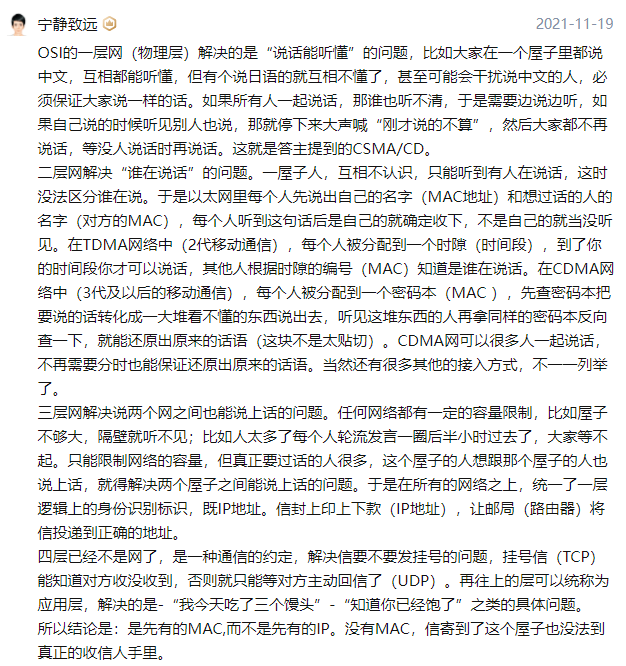 宁静致远
2021-11-19
OSI的一层网（物理层）解决的是“说话能听懂”的问题，比如大家在一个屋子里都说
中文，互相都能听懂，但有个说日语的就互相不懂了，甚至可能会干扰说中文的人，必
须保证大家说一样的话。如果所有人一起说话，那谁也听不清，于是需要边说边听，如
果自己说的时候听见别人也说，那就停下来大声喊“刚才说的不算”，然后大家都不再
说话，等没人说话时再说话。这就是答主提到的CSMA/CD。
二层网解决“谁在说话”的问题。一屋子人，互相不认识，只能听到有人在说话，这时
没法区分谁在说。于是以太网里每个人先说出自己的名字（MAC地址）和想过话的人的
名字（对方的MAC），每个人听到这句话后是自己的就确定收下，不是自己的就当没听
见。在TDMA网络中（2代移动通信），每个人被分配到一个时隙（时间段），到了你
的时间段你才可以说话，其他人根据时隙的编号（MAC）知道是谁在说话。在CDMA网
络中（3代及以后的移动通信），每个人被分配到一个密码本（MAC ），先查密码本把
要说的话转化成一大堆看不懂的东西说出去，听见这堆东西的人再拿同样的密码本反向
查一下，就能还原出原来的话语（这块不是太贴切）。CDMA网可以很多人一起说话，
不再需要分时也能保证还原出原来的话语。当然还有很多其他的接入方式，不一一列举
了。
三层网解决说两个网之间也能说上话的问题。任何网络都有一定的容量限制，比如屋子
不够大，隔壁就听不见；比如人太多了每个人轮流发言一圈后半小时过去了，大家等不
起。只能限制网络的容量，但真正要过话的人很多，这个屋子的人想跟那个屋子的人也
说上话，就得解决两个屋子之间能说上话的问题。于是在所有的网络之上，统一了一层
逻辑上的身份识别标识，既IP地址。信封上印上下款（IP地址），让邮局（路由器）将
信投递到正确的地址。
四层已经不是网了，是一种通信的约定，解决信要不要发挂号的问题，挂号信（TCP）
能知道对方收没收到，否则就只能等对方主动回信了（UDP）。再往上的层可以统称为
应用层，解决的是-“我今天吃了三个馒头”-“知道你已经饱了”之类的具体问题。
所以结论是：是先有的MAC,而不是先有的IP。没有MAC，信寄到了这个屋子也没法到
真正的收信人手里。